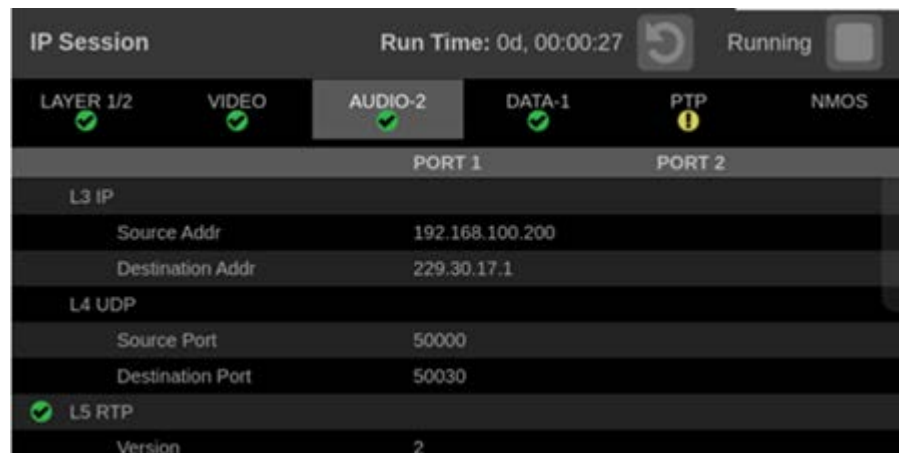 IP Session Run Time: 0d, 00:00:27 Running
LAYER 1/2 VIDEO AUDIO-2 DATA-1 PTP NMOS
PORT 1 PORT 2
L3 IP
Source Addr 192.168.100.200
Destination Addr 229.30.17.1
L4 UDP
Source Port 50000
Destination Port 50030
L5 RTP
Version 2